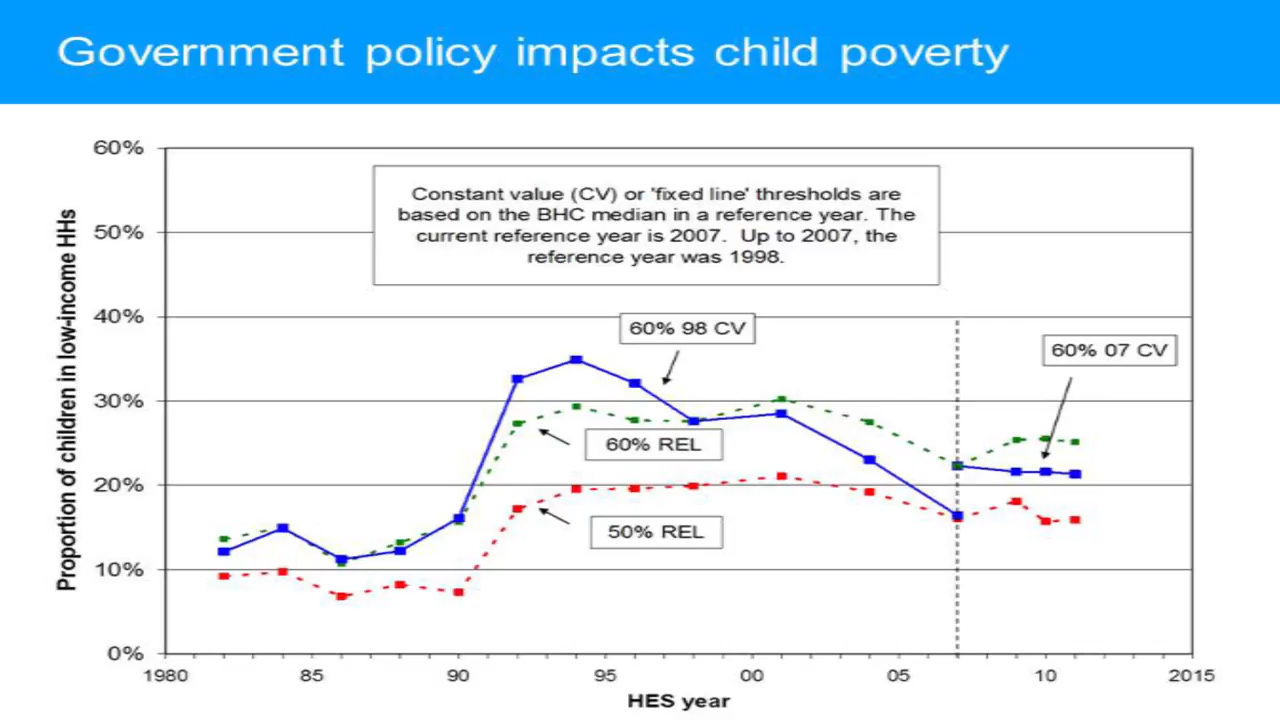 Government policy impacts child poverty
60%
50%
40%
30%
20%
10%
0%
Proportion of children in low-income HHs
Constant value (CV) or 'fixed line' thresholds are
based on the BHC median in a reference year. The
current reference year is 2007.  Up to 2007, the
reference year was 1998.
60% 98 CV
60% 07 CV
60% REL
50% REL
1980 85 90 95 00 05 10 2015
HES year